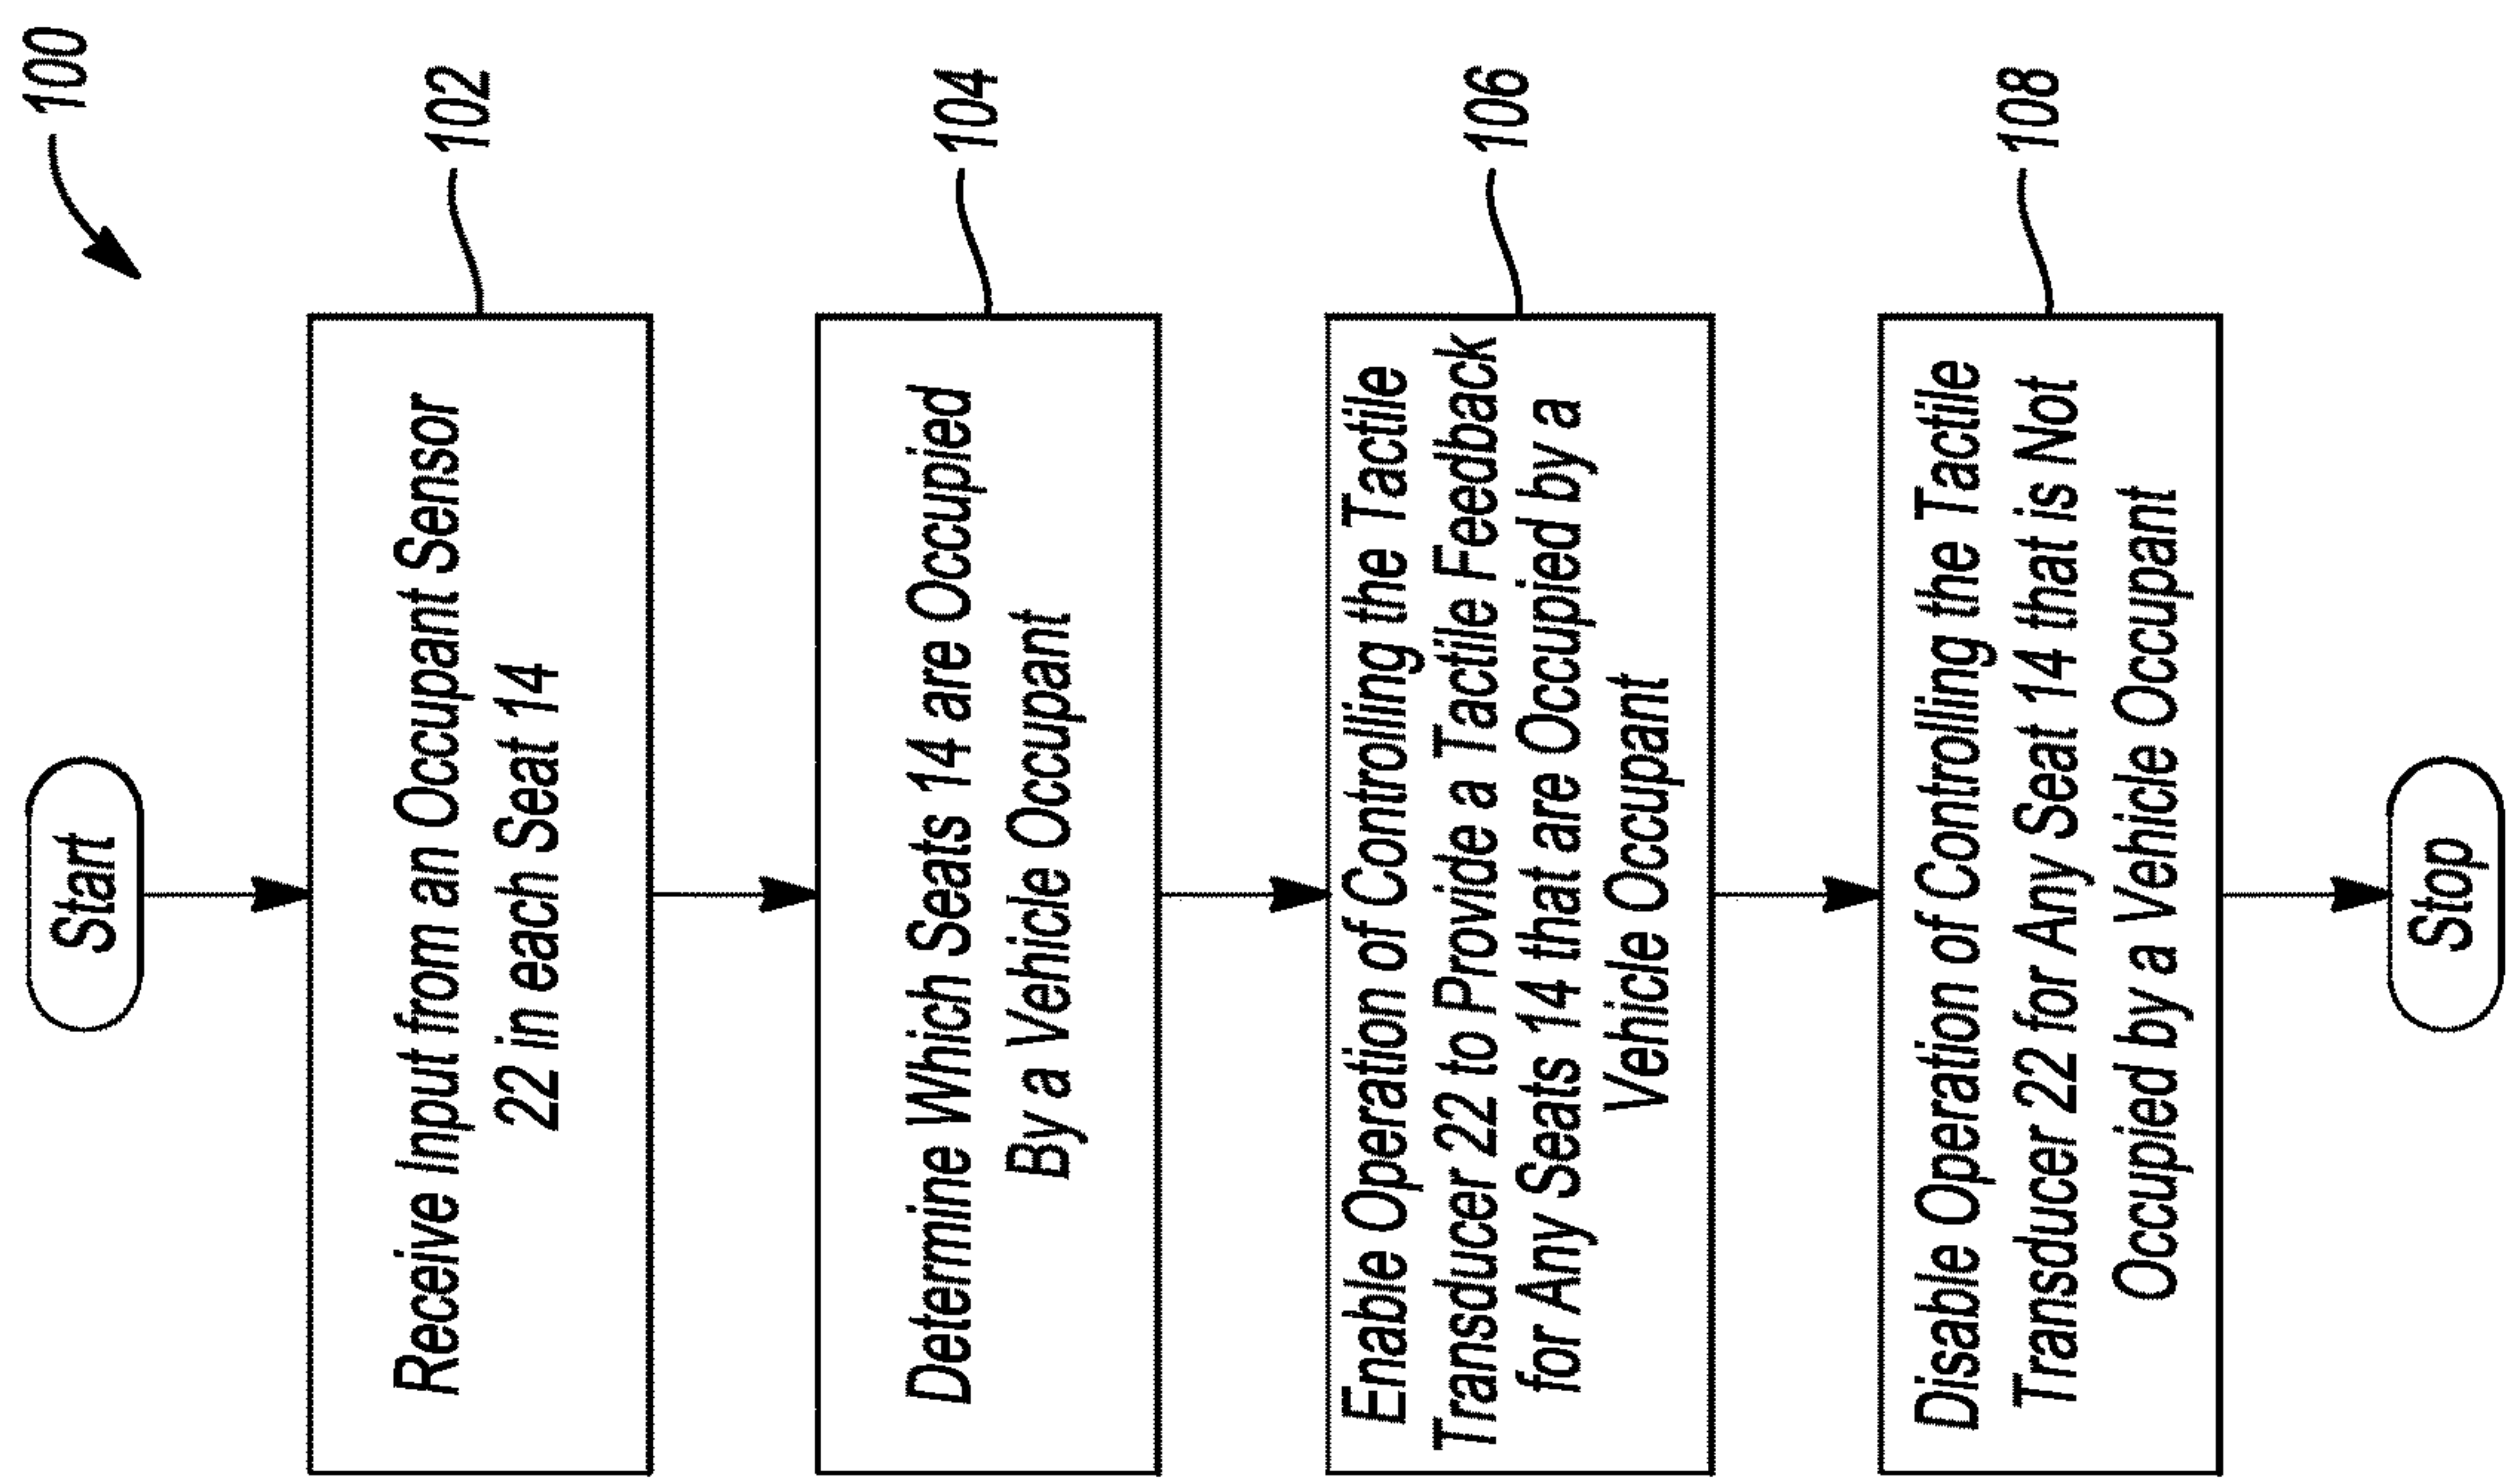 100
Start
Receive Input from an Occupant Sensor
22 in each Seat 14
102
Determine Which Seats 14 are Occupied
By a Vehicle Occupant
104
Enable Operation of Controlling the Tactile
Transducer 22 to Provide a Tactile Feedback
for Any Seats 14 that are Occupied by a
Vehicle Occupant
106
Disable Operation of Controlling the Tactile
Transducer 22 for Any Seat 14 that is Not
Occupied by a Vehicle Occupant
108
Stop